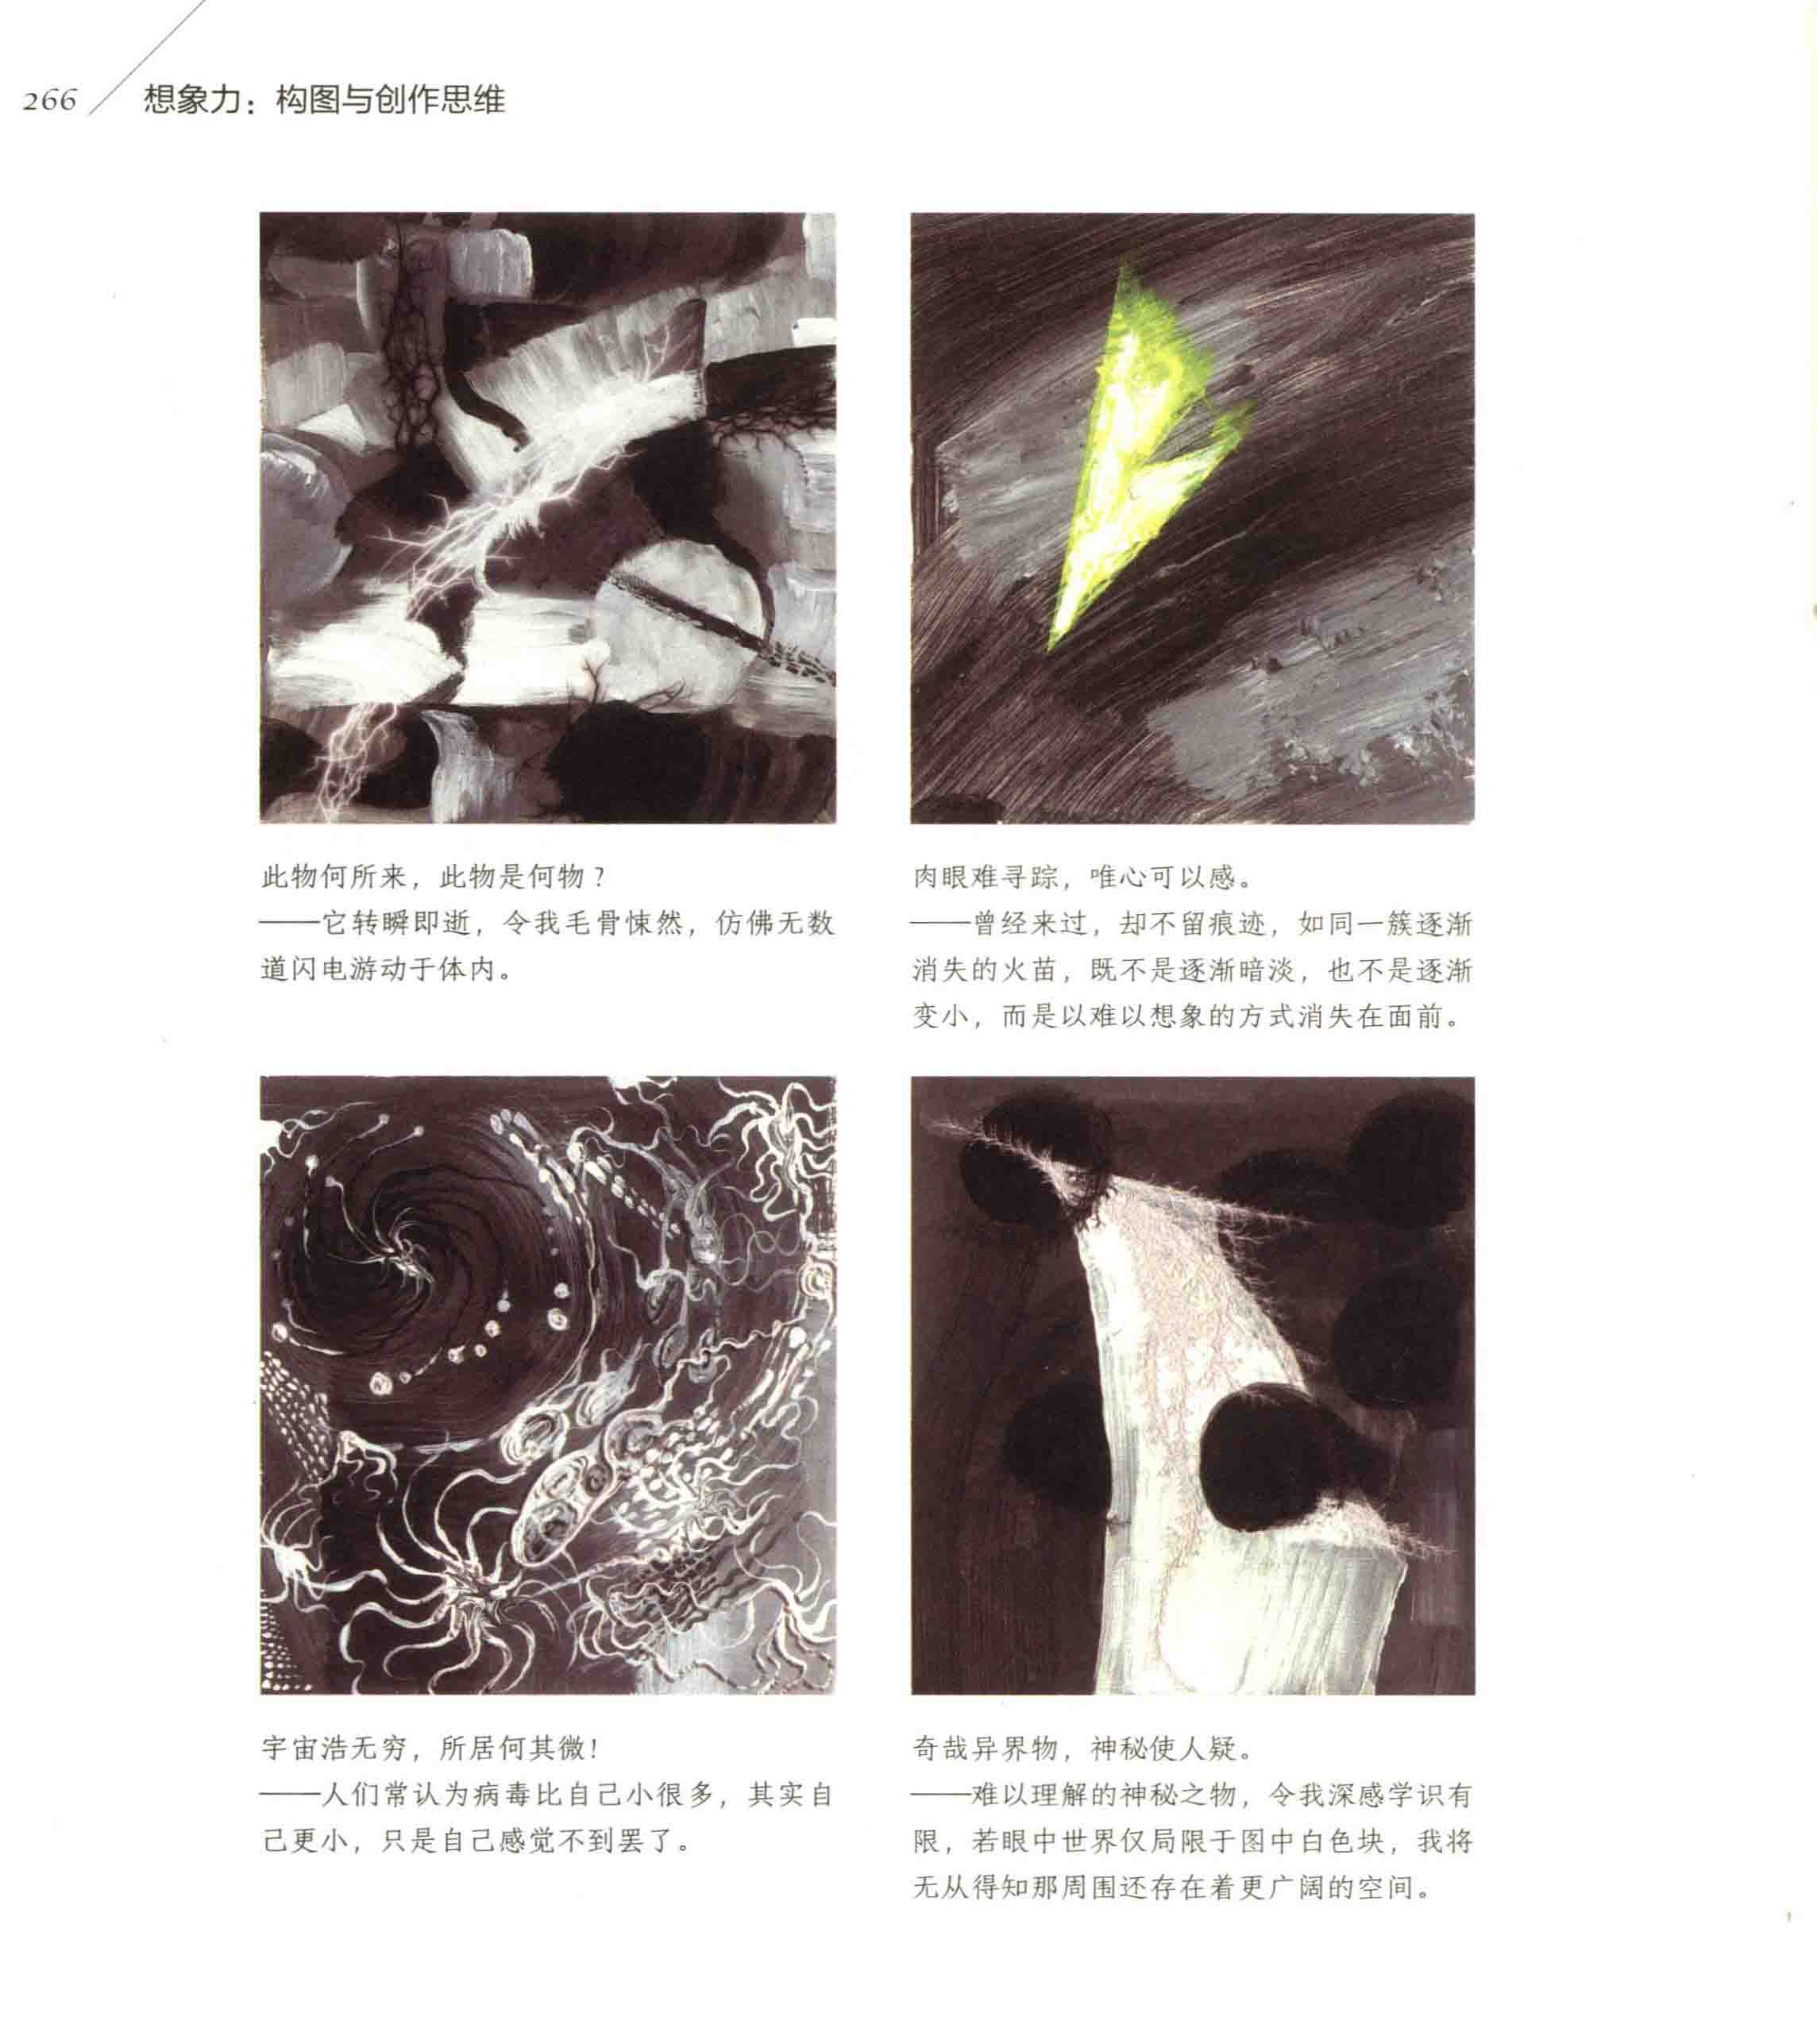 266
想象力：构图与创作思维
此物何所来，此物是何物？
——它转瞬即逝，令我毛骨悚然，仿佛无数
道闪电游动于体内。
肉眼难寻踪，唯心可以感。
——曾经来过，却不留痕迹，如同一簇逐渐
消失的火苗，既不是逐渐暗淡，也不是逐渐
变小，而是以难以想象的方式消失在面前。
宇宙浩无穷，所居何其微！
——人们常认为病毒比自己小很多，其实自
己更小，只是自己感觉不到罢了。
奇哉异界物，神秘使人疑。
——难以理解的神秘之物，令我深感学识有
限，若眼中世界仅局限于图中白色块，我将
无从得知那周围还存在着更广阔的空间。